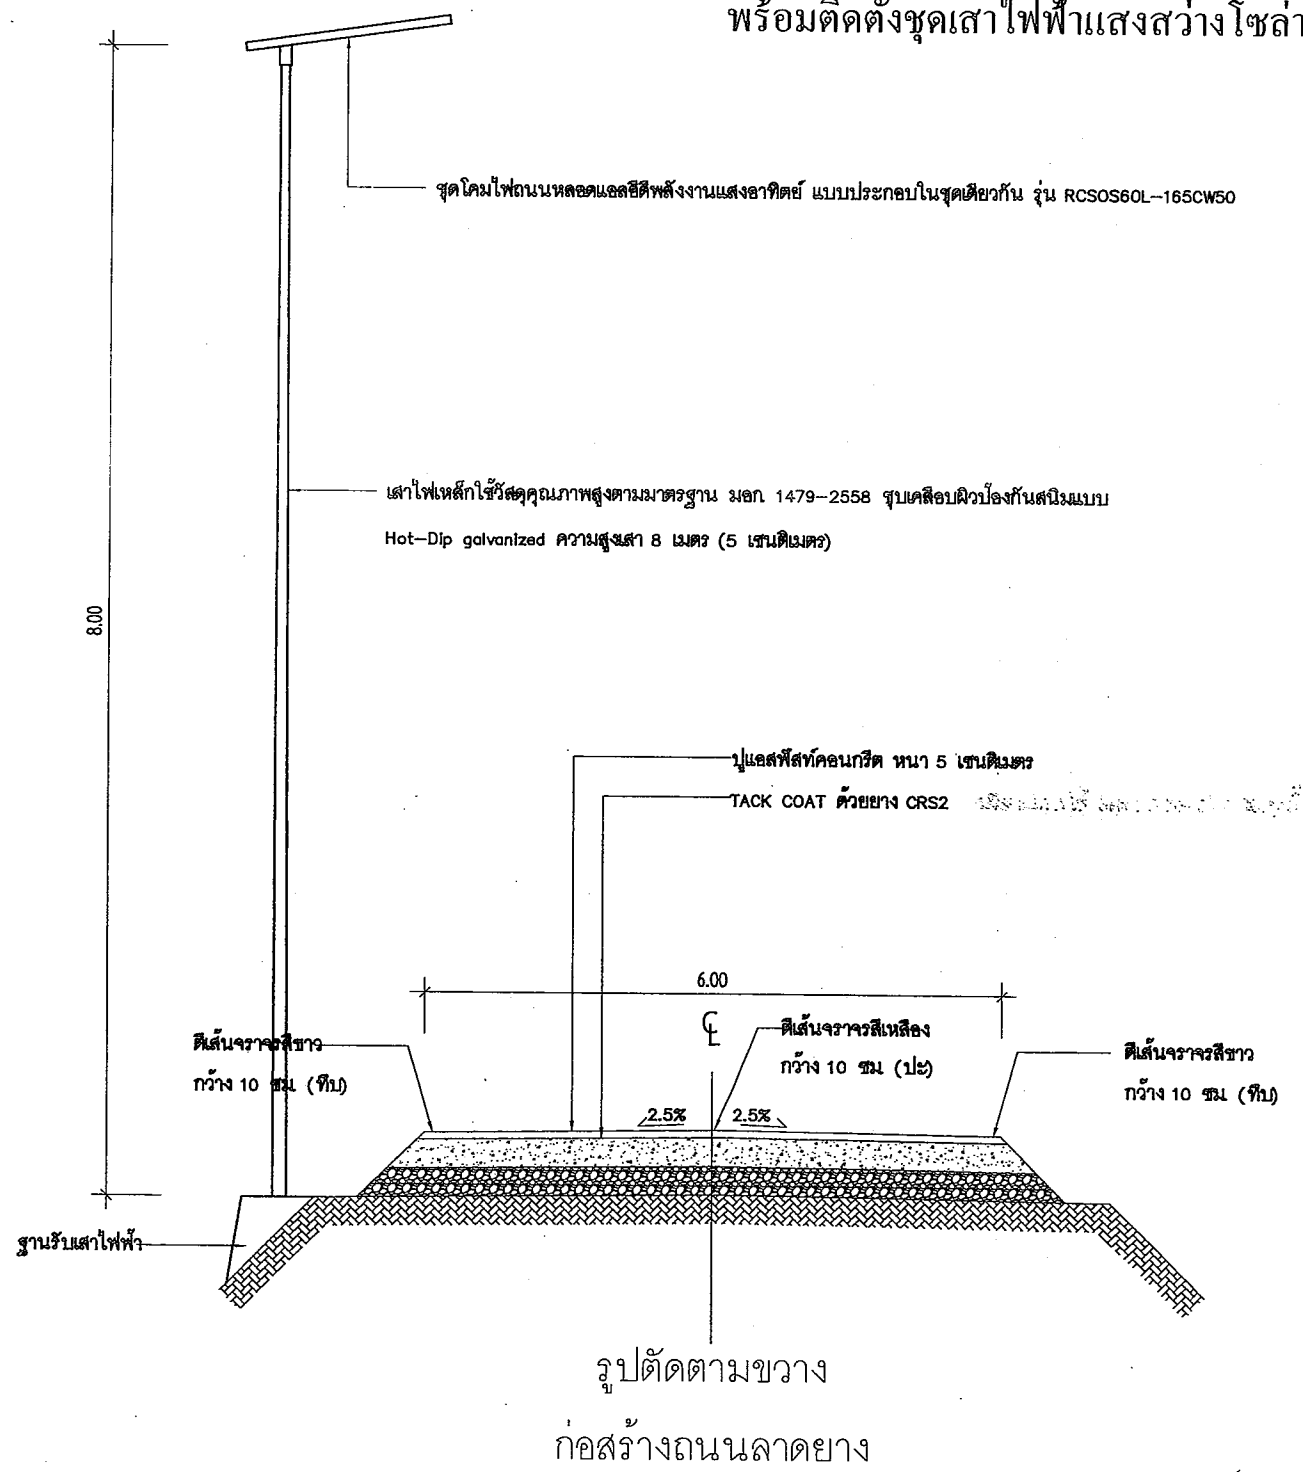 พร้อมติดตั้งชุดเสาไฟฟ้าแสงสว่างโซล่า
ชุดโคมไฟถนนหลอดแอลอีดีพลังงานแสงอาทิตย์ แบบประกอบในชุดเดียวกัน รุ่น RCSOS60L-165CW50
เสาไฟเหล็กใช้วัสดุคุณภาพสูงตามมาตรฐาน มอก 1479-2558 ชุบเคลือบผิวป้องกันสนิมแบบ
Hot-Dip galvanized ความสูงเสา 8 เมตร (5 เซนติเมตร)
8.00
ปูแอสฟัสท์คอนกรีต หนา 5 เซนติเมตร
TACK COAT ด้วยยาง CRS2
6.00
ตีเส้นจราจรสีขาว
กว้าง 10 ซม. (ทึบ)
ตีเส้นจราจรสีเหลือง
กว้าง 10 ซม. (ปะ)
ตีเส้นจราจรสีขาว
กว้าง 10 ซม. (ทึบ)
2.5% 2.5%
ฐานรับเสาไฟฟ้า
รูปตัดตามขวาง
ก่อสร้างถนนลาดยาง